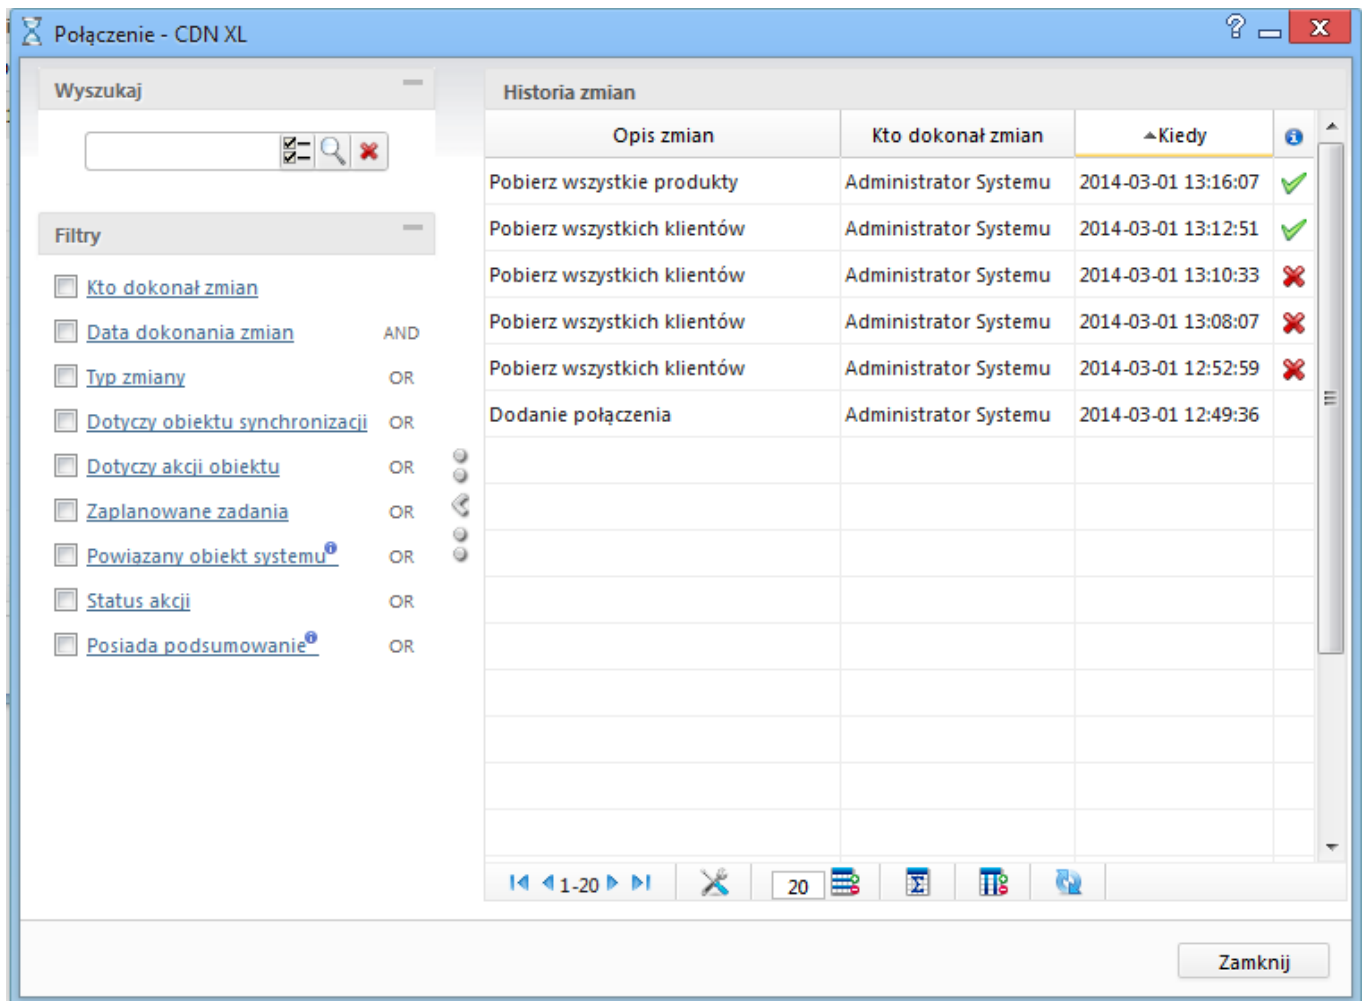 Połączenie - CDN XL
Wyszukaj
Filtry
Kto dokonał zmian
Data dokonania zmian AND
Typ zmiany OR
Dotyczy obiektu synchronizacji OR
Dotyczy akcji obiektu OR
Zaplanowane zadania OR
Powiazany obiekt systemu OR
Status akcji OR
Posiada podsumowanie OR
Historia zmian
Opis zmian Kto dokonał zmian Kiedy
Pobierz wszystkie produkty Administrator Systemu 2014-03-01 13:16:07
Pobierz wszystkich klientów Administrator Systemu 2014-03-01 13:12:51
Pobierz wszystkich klientów Administrator Systemu 2014-03-01 13:10:33
Pobierz wszystkich klientów Administrator Systemu 2014-03-01 13:08:07
Pobierz wszystkich klientów Administrator Systemu 2014-03-01 12:52:59
Dodanie połączenia Administrator Systemu 2014-03-01 12:49:36
1-20 20
Zamknij